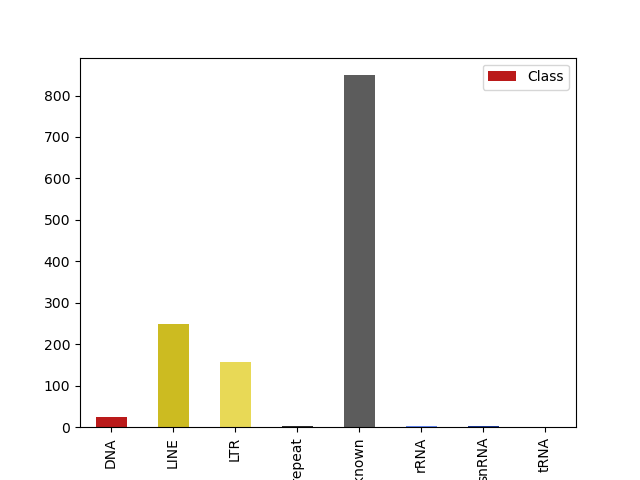 Class
800
700
600
500
400
300
200
100
0
DNA
LINE
LTR
repeat
known
rRNA
snRNA
tRNA